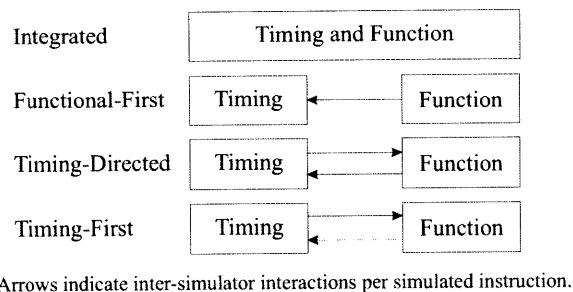 Integrated Timing and Function
Functional-First Timing Function
Timing-Directed Timing Function
Timing-First Timing Function
Arrows indicate inter-simulator interactions per simulated instruction.